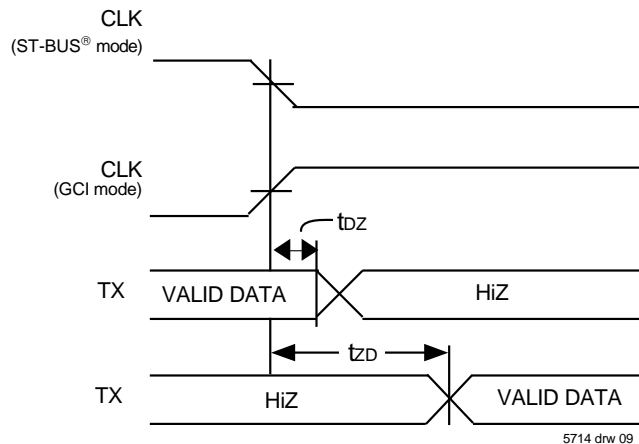 CLK
(ST-BUS® mode)
CLK
(GCI mode)
tDZ
TX
VALID DATA
HiZ
tZD
TX
HiZ
VALID DATA
5714 drw 09